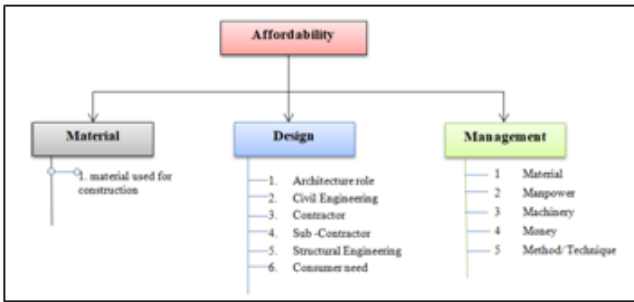 Affordability
Material
1. material used for
construction
Design
1. Architecture role
2. Civil Engineering
3. Contractor
4. Sub -Contractor
5. Structural Engineering
6. Consumer need
Management
1 Material
2 Manpower
3 Machinery
4 Money
5 Method/Technique